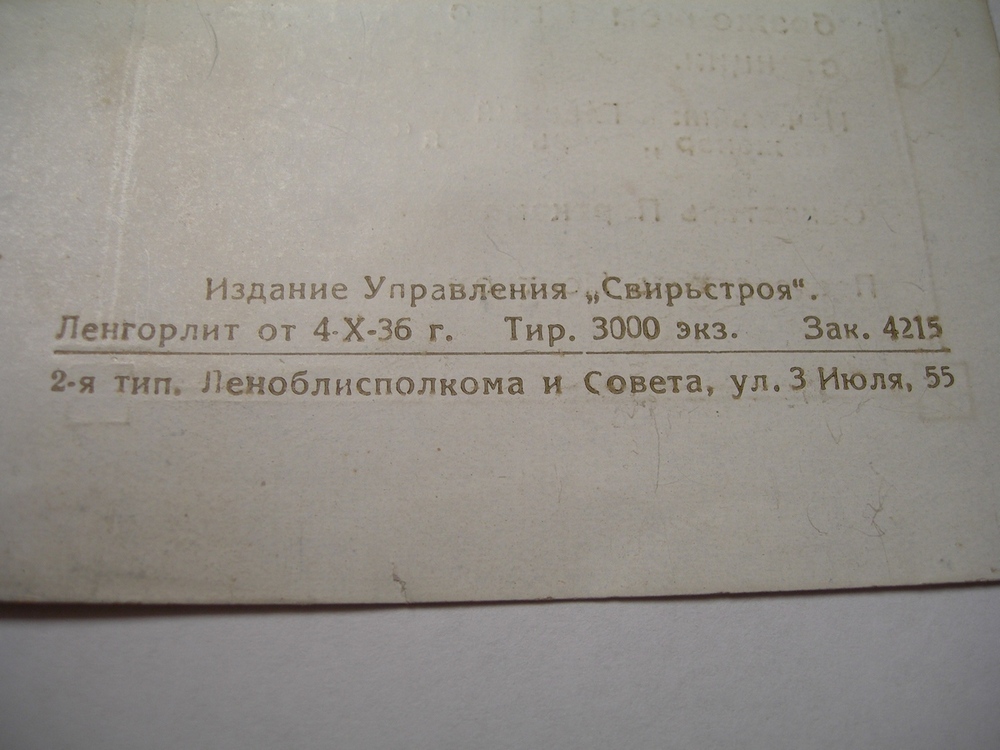 Издание Управления „Свирьстроя“.
Ленгорлит от 4-X-36 г. Тир. 3000 экз. Зак. 4215
2-я тип. Леноблисполкома и Совета, ул. 3 Июля, 55